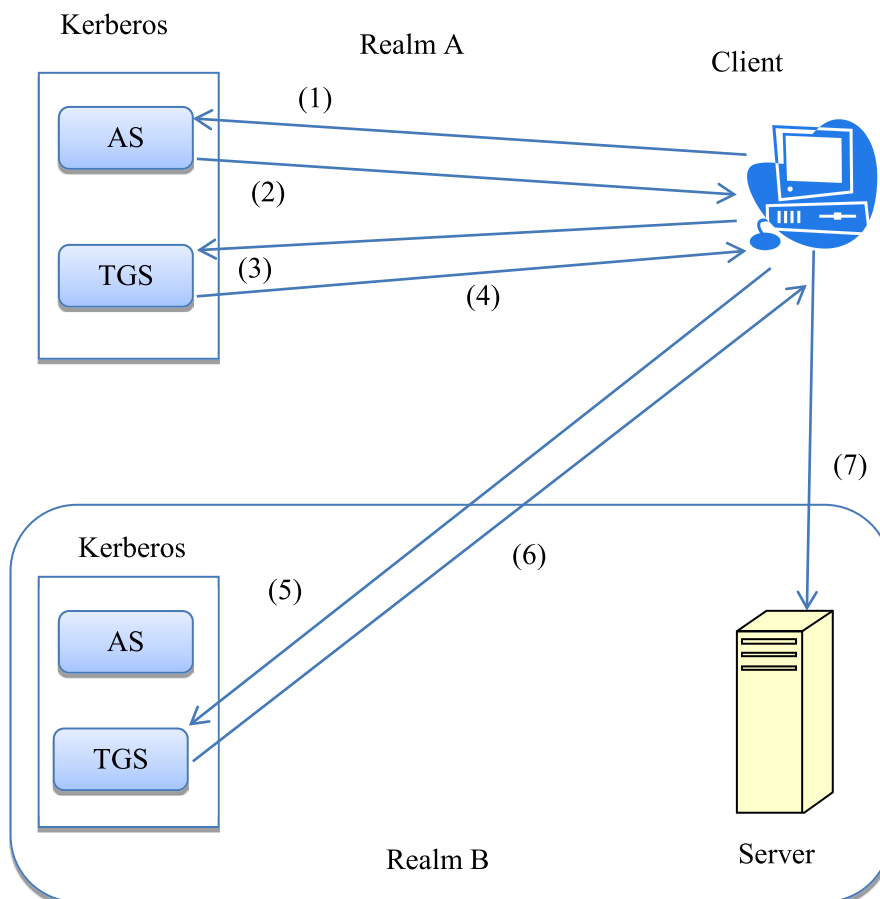 Kerberos
Realm A
Client
(1)
AS
(2)
TGS
(3)
(4)
(7)
Kerberos
(6)
(5)
AS
TGS
Server
Realm B